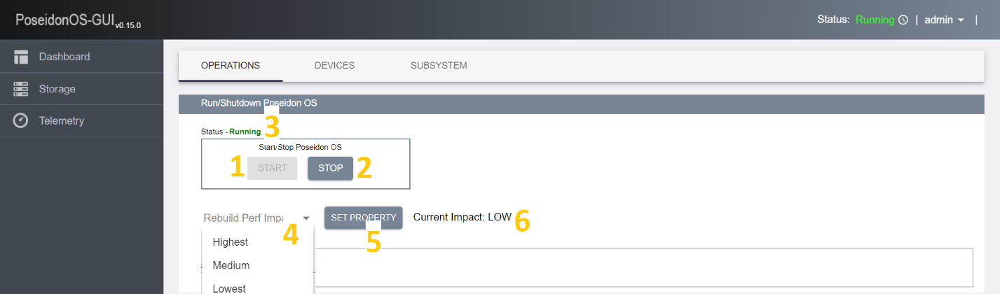 PoseidonOS-GUI v0.15.0
Status: Running | admin |
Dashboard
Storage
Telemetry
OPERATIONS DEVICES SUBSYSTEM
Run/Shutdown Poseidon OS
3
Status - Running
Start/Stop Poseidon OS
1 START STOP 2
Rebuild Perf Impa SET PROPERTY Current Impact: LOW 6
4 5
Highest
Medium
Lowest